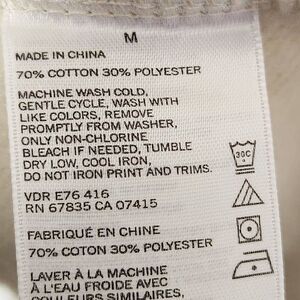 M
MADE IN CHINA
70% COTTON 30% POLYESTER
MACHINE WASH COLD,
GENTLE CYCLE, WASH WITH
LIKE COLORS, REMOVE
PROMPTLY FROM WASHER,
ONLY NON-CHLORINE
BLEACH IF NEEDED, TUMBLE
DRY LOW, COOL IRON,
DO NOT IRON PRINT AND TRIMS.
30C
VDR E76 416
RN 67835 CA 07415
FABRIQUÉ EN CHINE
70% COTON 30% POLYESTER
LAVER À LA MACHINE
À L'EAU FROIDE AVEC
COULEURS SIMILAIRES,